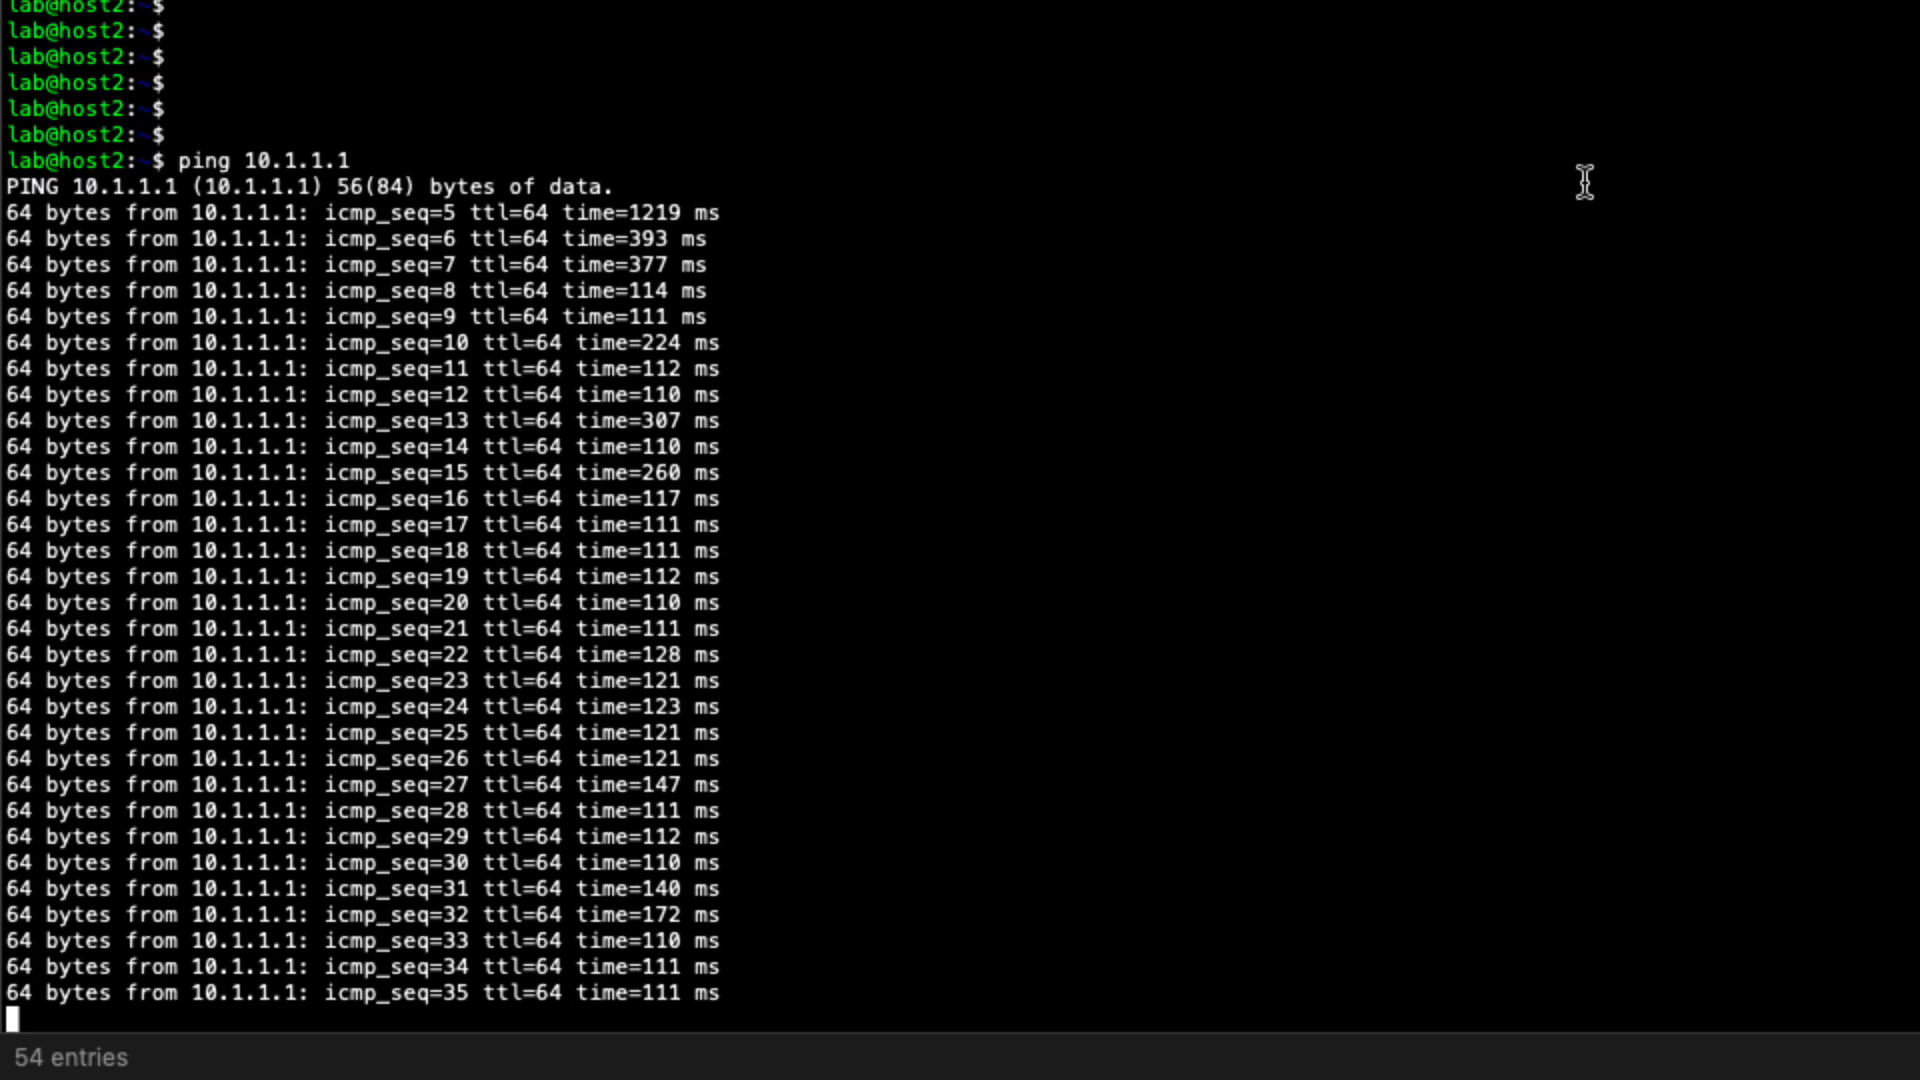 lab@host2:~$
lab@host2:~$
lab@host2:~$
lab@host2:~$
lab@host2:~$
lab@host2:~$
lab@host2:~$ ping 10.1.1.1
PING 10.1.1.1 (10.1.1.1) 56(84) bytes of data.
64 bytes from 10.1.1.1: icmp_seq=5 ttl=64 time=1219 ms
64 bytes from 10.1.1.1: icmp_seq=6 ttl=64 time=393 ms
64 bytes from 10.1.1.1: icmp_seq=7 ttl=64 time=377 ms
64 bytes from 10.1.1.1: icmp_seq=8 ttl=64 time=114 ms
64 bytes from 10.1.1.1: icmp_seq=9 ttl=64 time=111 ms
64 bytes from 10.1.1.1: icmp_seq=10 ttl=64 time=224 ms
64 bytes from 10.1.1.1: icmp_seq=11 ttl=64 time=112 ms
64 bytes from 10.1.1.1: icmp_seq=12 ttl=64 time=110 ms
64 bytes from 10.1.1.1: icmp_seq=13 ttl=64 time=307 ms
64 bytes from 10.1.1.1: icmp_seq=14 ttl=64 time=110 ms
64 bytes from 10.1.1.1: icmp_seq=15 ttl=64 time=260 ms
64 bytes from 10.1.1.1: icmp_seq=16 ttl=64 time=117 ms
64 bytes from 10.1.1.1: icmp_seq=17 ttl=64 time=111 ms
64 bytes from 10.1.1.1: icmp_seq=18 ttl=64 time=111 ms
64 bytes from 10.1.1.1: icmp_seq=19 ttl=64 time=112 ms
64 bytes from 10.1.1.1: icmp_seq=20 ttl=64 time=110 ms
64 bytes from 10.1.1.1: icmp_seq=21 ttl=64 time=111 ms
64 bytes from 10.1.1.1: icmp_seq=22 ttl=64 time=128 ms
64 bytes from 10.1.1.1: icmp_seq=23 ttl=64 time=121 ms
64 bytes from 10.1.1.1: icmp_seq=24 ttl=64 time=123 ms
64 bytes from 10.1.1.1: icmp_seq=25 ttl=64 time=121 ms
64 bytes from 10.1.1.1: icmp_seq=26 ttl=64 time=121 ms
64 bytes from 10.1.1.1: icmp_seq=27 ttl=64 time=147 ms
64 bytes from 10.1.1.1: icmp_seq=28 ttl=64 time=111 ms
64 bytes from 10.1.1.1: icmp_seq=29 ttl=64 time=112 ms
64 bytes from 10.1.1.1: icmp_seq=30 ttl=64 time=110 ms
64 bytes from 10.1.1.1: icmp_seq=31 ttl=64 time=140 ms
64 bytes from 10.1.1.1: icmp_seq=32 ttl=64 time=172 ms
64 bytes from 10.1.1.1: icmp_seq=33 ttl=64 time=110 ms
64 bytes from 10.1.1.1: icmp_seq=34 ttl=64 time=111 ms
64 bytes from 10.1.1.1: icmp_seq=35 ttl=64 time=111 ms
54 entries